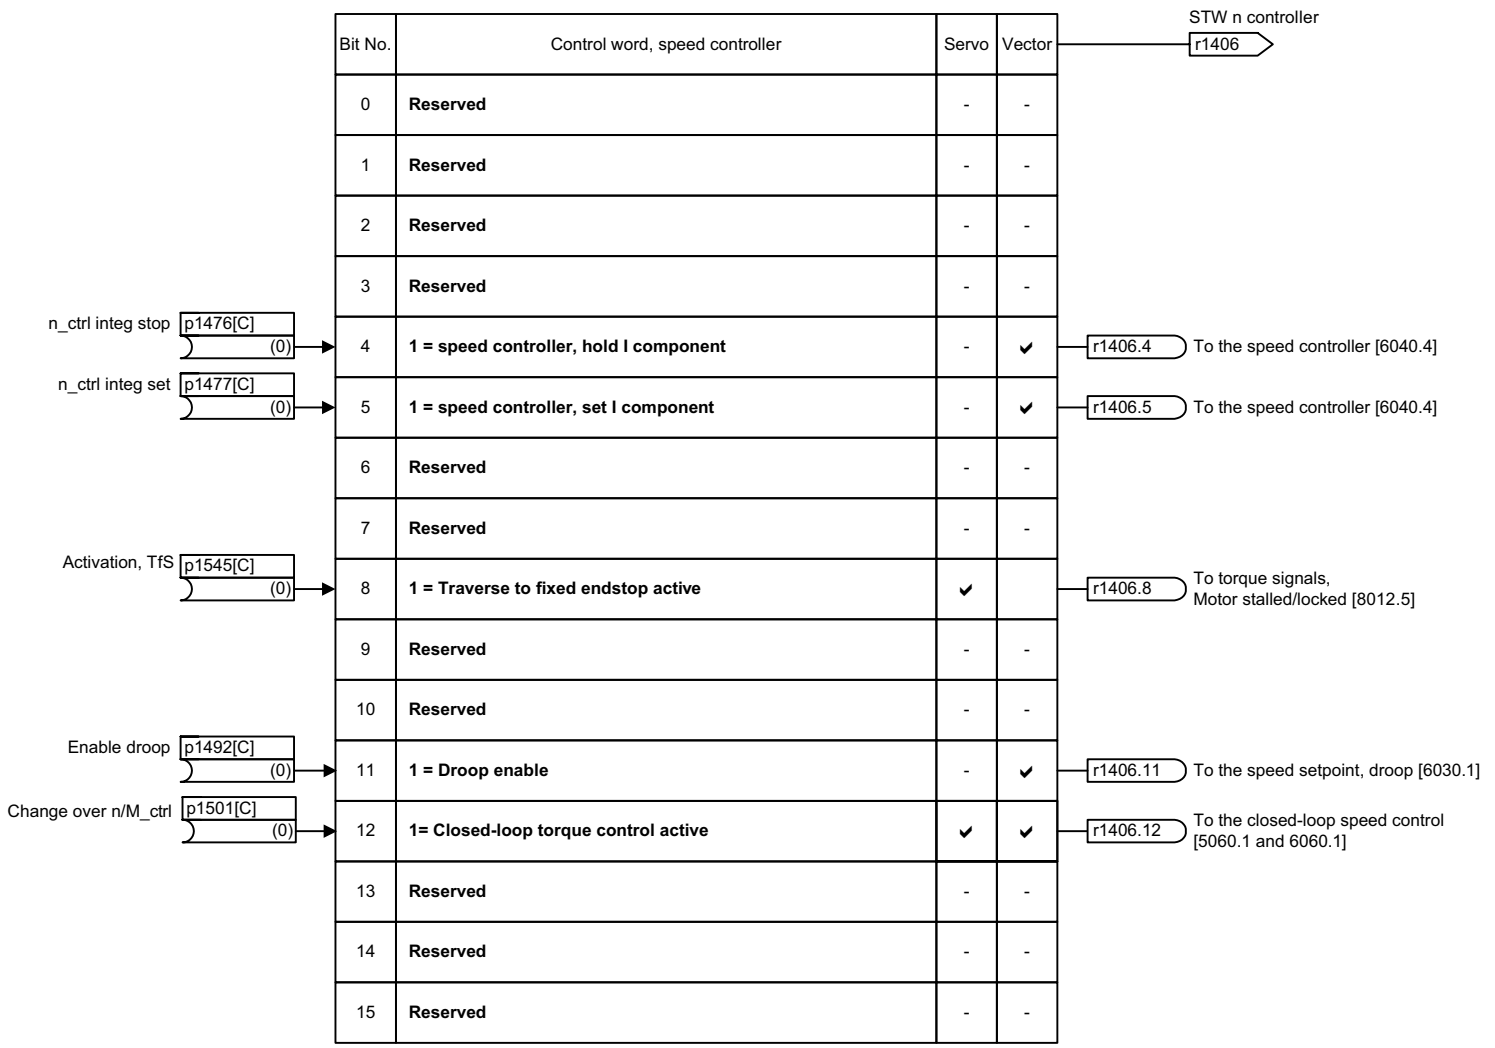 STW n controller
Bit No. Control word, speed controller Servo Vector r1406
0 Reserved - -
1 Reserved - -
2 Reserved - -
3 Reserved - -
n_ctrl integ stop p1476[C]
(0) 4 1 = speed controller, hold I component - ✔ r1406.4 To the speed controller [6040.4]
n_ctrl integ set p1477[C]
(0) 5 1 = speed controller, set I component - ✔ r1406.5 To the speed controller [6040.4]
6 Reserved - -
7 Reserved - -
Activation, TfS p1545[C]
(0) 8 1 = Traverse to fixed endstop active ✔ r1406.8 To torque signals,
Motor stalled/locked [8012.5]
9 Reserved - -
10 Reserved - -
Enable droop p1492[C]
(0) 11 1 = Droop enable - ✔ r1406.11 To the speed setpoint, droop [6030.1]
Change over n/M_ctrl p1501[C]
(0) 12 1= Closed-loop torque control active ✔ ✔ r1406.12 To the closed-loop speed control
[5060.1 and 6060.1]
13 Reserved - -
14 Reserved - -
15 Reserved - -